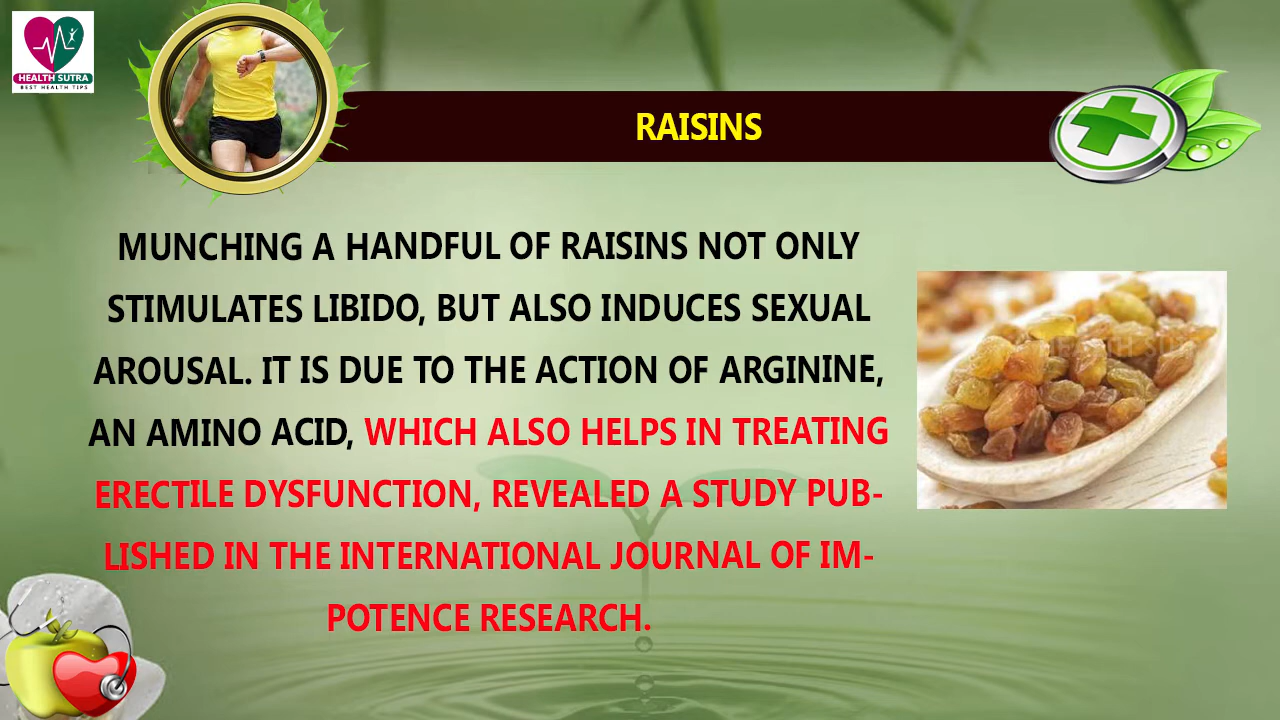 HEALTH SUTRA
BEST HEALTH TIPS
RAISINS
MUNCHING A HANDFUL OF RAISINS NOT ONLY
STIMULATES LIBIDO, BUT ALSO INDUCES SEXUAL
AROUSAL. IT IS DUE TO THE ACTION OF ARGININE,
AN AMINO ACID, WHICH ALSO HELPS IN TREATING
ERECTILE DYSFUNCTION, REVEALED A STUDY PUB-
LISHED IN THE INTERNATIONAL JOURNAL OF IM-
POTENCE RESEARCH.